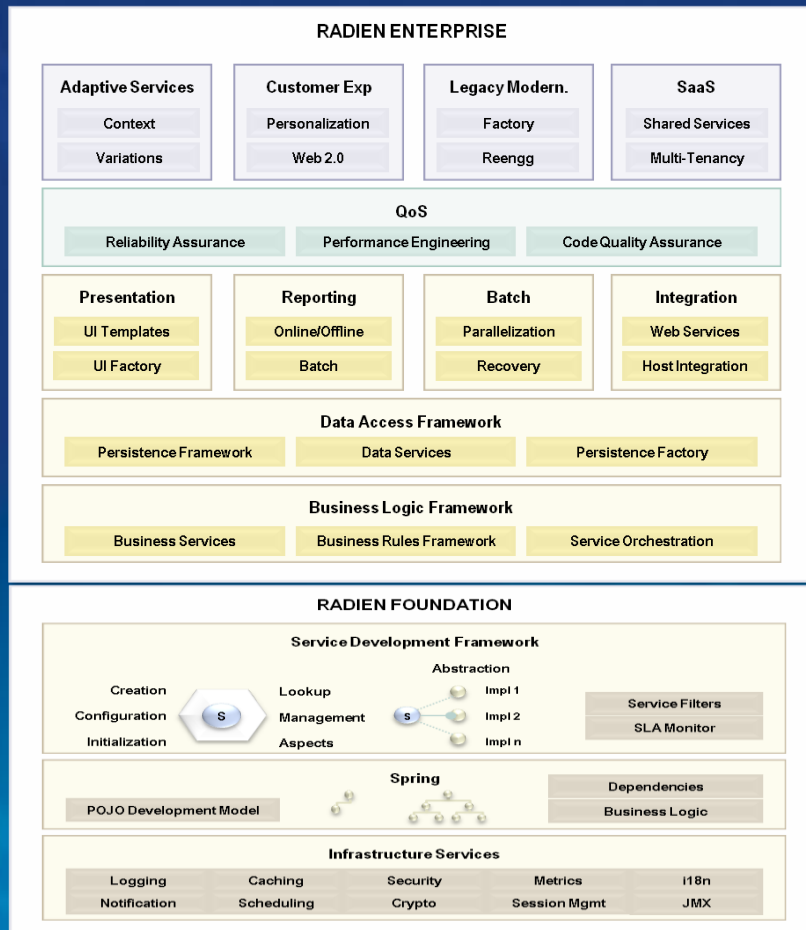 RADIEN ENTERPRISE
Adaptive Services
Context
Variations
Customer Exp
Personalization
Web 2.0
Legacy Modern.
Factory
Reengg
SaaS
Shared Services
Multi-Tenancy
QoS
Reliability Assurance
Performance Engineering
Code Quality Assurance
Presentation
UI Templates
UI Factory
Reporting
Online/Offline
Batch
Batch
Parallelization
Recovery
Integration
Web Services
Host Integration
Data Access Framework
Persistence Framework
Data Services
Persistence Factory
Business Logic Framework
Business Services
Business Rules Framework
Service Orchestration
RADIEN FOUNDATION
Service Development Framework
Creation
Configuration
Initialization
S
Lookup
Management
Aspects
Abstraction
S
Impl 1
Impl 2
Impl n
Service Filters
SLA Monitor
Spring
POJO Development Model
Dependencies
Business Logic
Infrastructure Services
Logging
Caching
Security
Metrics
i18n
Notification
Scheduling
Crypto
Session Mgmt
JMX